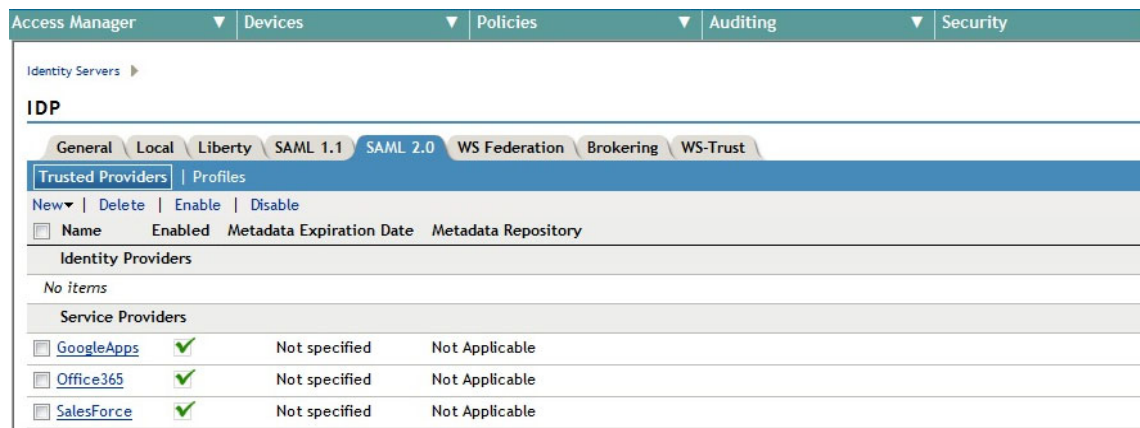 Access Manager ▼ Devices ▼ Policies ▼ Auditing ▼ Security
Identity Servers
IDP
General Local Liberty SAML 1.1 SAML 2.0 WS Federation Brokering WS-Trust
Trusted Providers | Profiles
New▾ | Delete | Enable | Disable
Name Enabled Metadata Expiration Date Metadata Repository
Identity Providers
No items
Service Providers
GoogleApps Not specified Not Applicable
Office365 Not specified Not Applicable
SalesForce Not specified Not Applicable